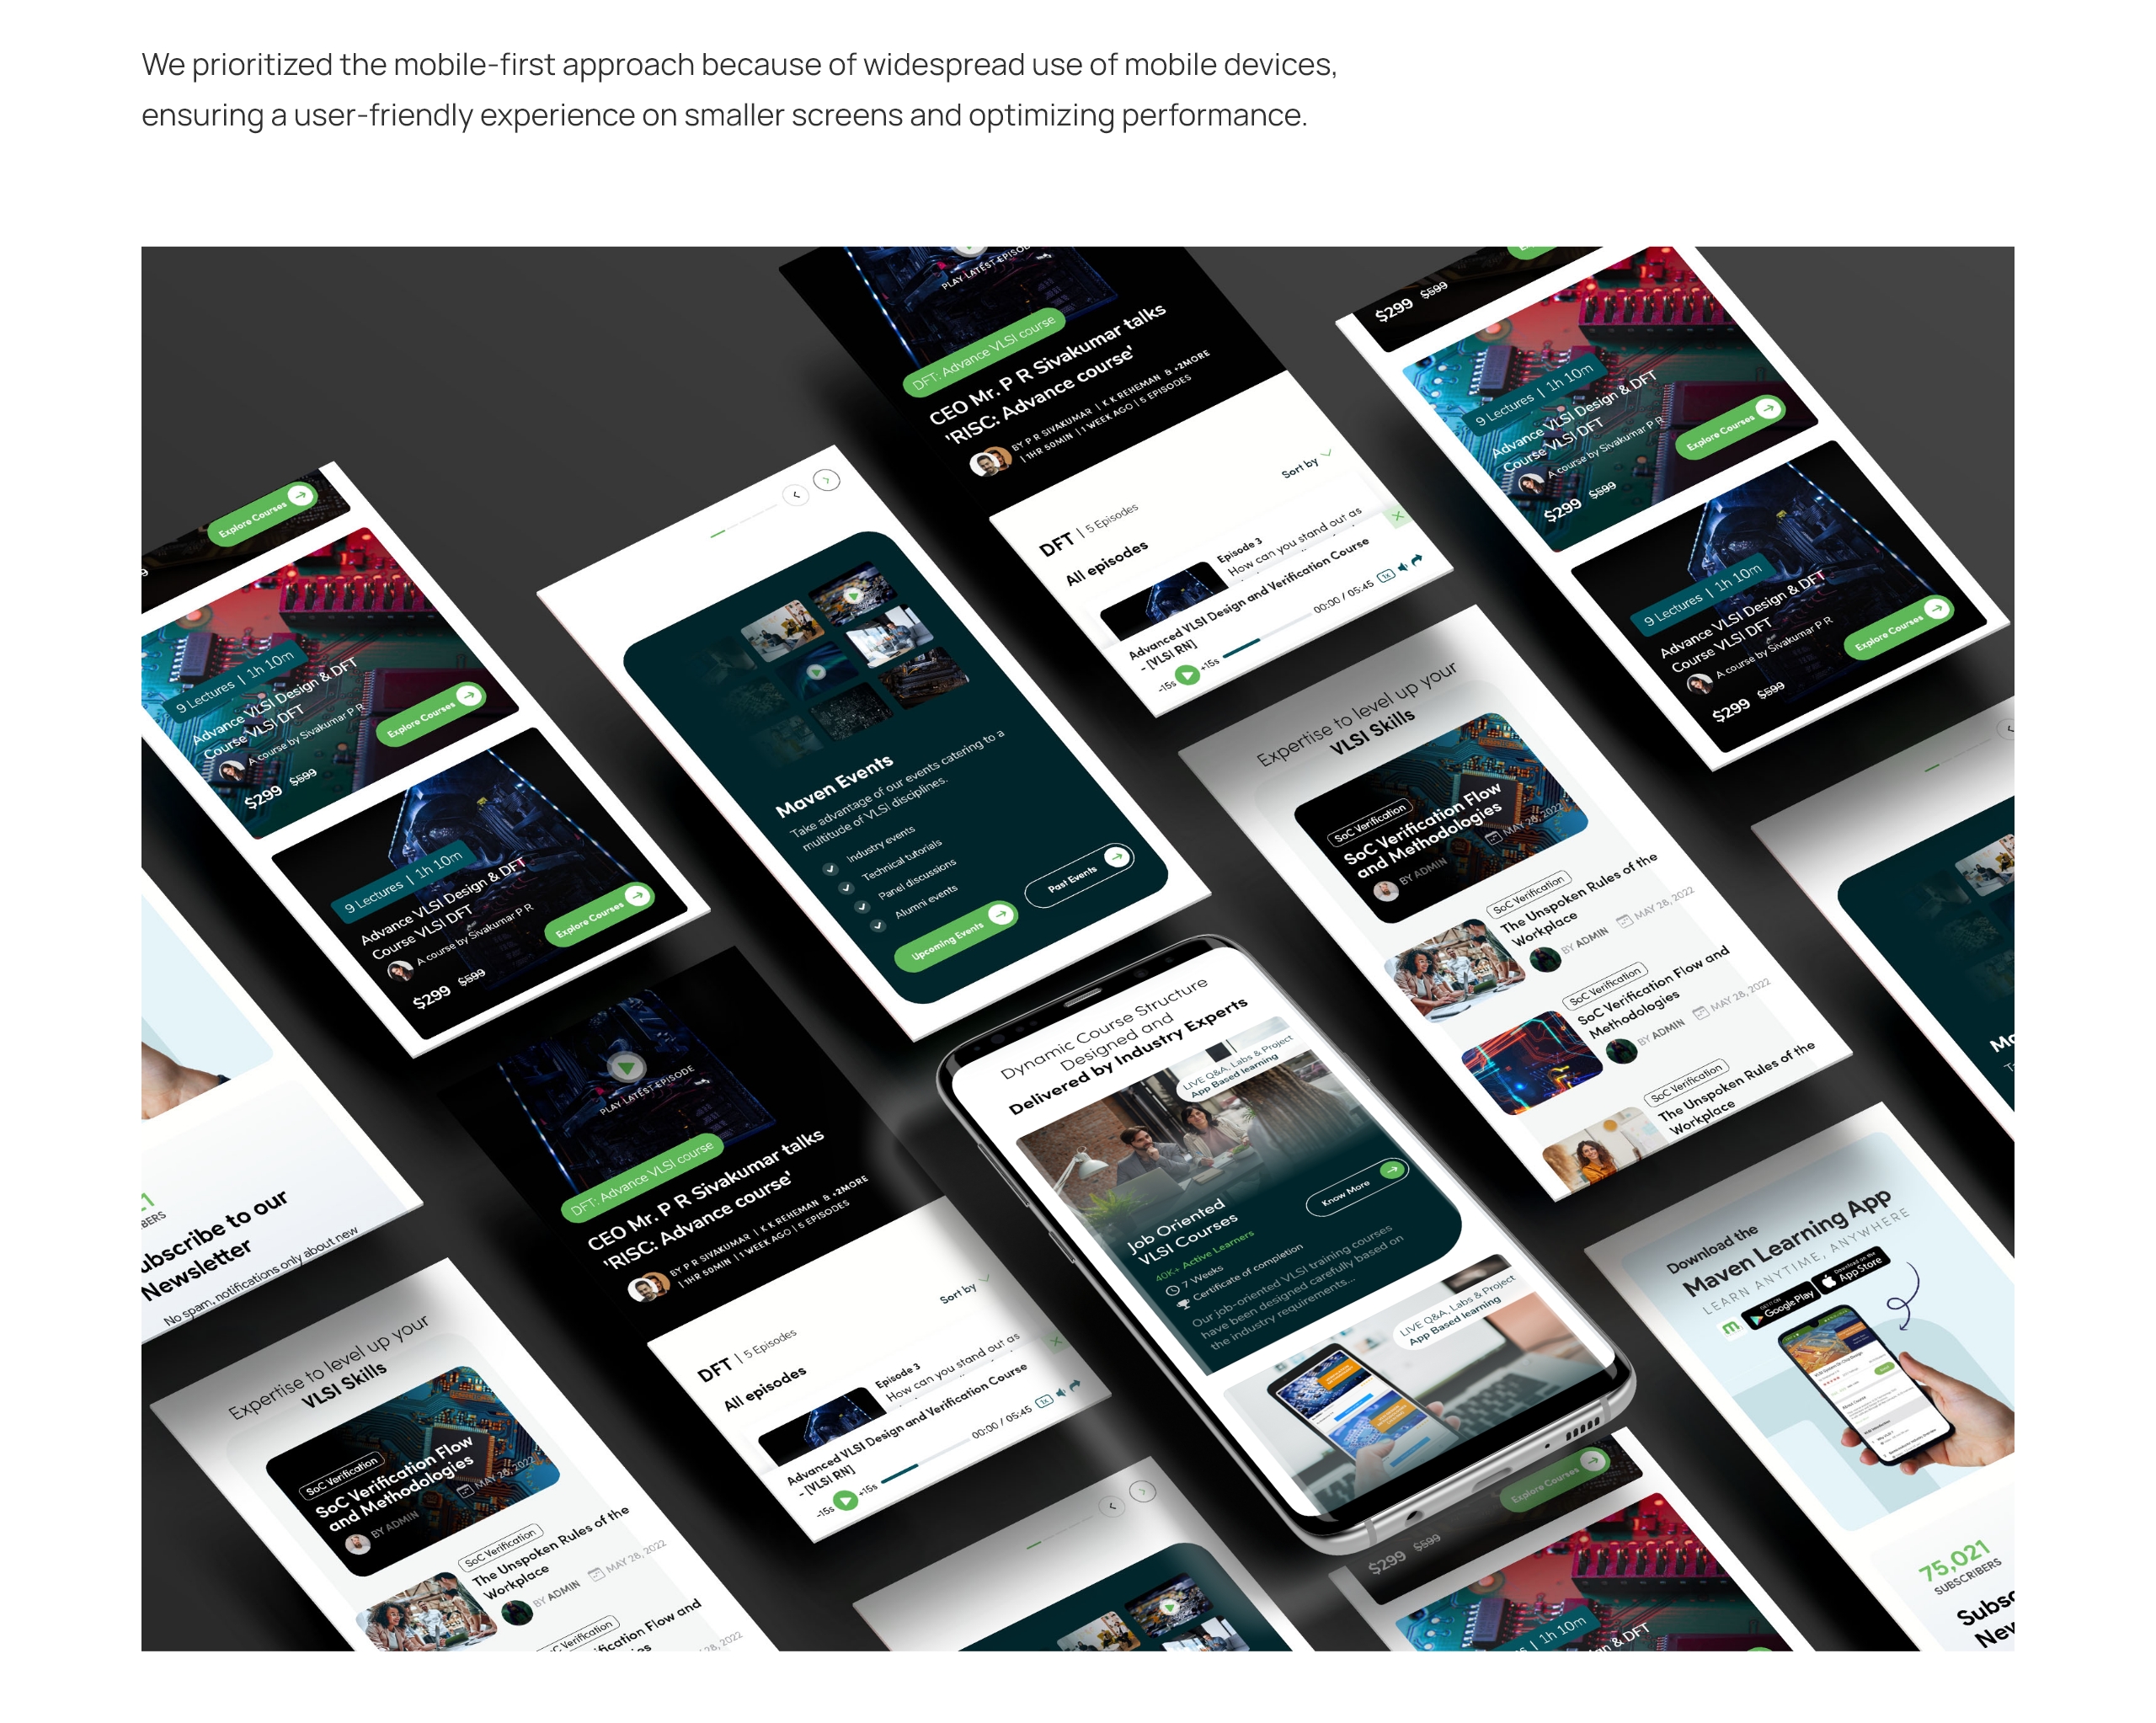 We prioritized the mobile-first approach because of widespread use of mobile devices,
ensuring a user-friendly experience on smaller screens and optimizing performance.
PLAY LATEST EPISODE
DFT: Advance VLSI course
CEO Mr. P R Sivakumar talks
'RISC: Advance course'
BY P R SIVAKUMAR | K K REHEMAN & +2MORE
| 1HR 50MIN | 1 WEEK AGO | 5 EPISODES
Sort by
DFT | 5 Episodes
All episodes
Episode 3
How can you stand out as
Advanced VLSI Design and Verification Course
- [VLSI RN]
00:00 / 05:45
1x
-15s
+15s
$299 $599
9 Lectures | 1h 10m
Advance VLSI Design & DFT
Course VLSI DFT
A course by Sivakumar P R
Explore Courses
$299 $599
9 Lectures | 1h 10m
Advance VLSI Design & DFT
Course VLSI DFT
A course by Sivakumar P R
Explore Courses
$299 $599
Explore Courses
9 Lectures | 1h 10m
Advance VLSI Design & DFT
Course VLSI DFT
A course by Sivakumar P R
Explore Courses
$299 $599
9 Lectures | 1h 10m
Advance VLSI Design & DFT
Course VLSI DFT
A course by Sivakumar P R
Explore Courses
$299 $599
Maven Events
Take advantage of our events catering to a
multitude of VLSI disciplines.
Industry events
Technical tutorials
Panel discussions
Alumni events
Upcoming Events
Past Events
Expertise to level up your
VLSI Skills
SoC Verification
SoC Verification Flow
and Methodologies
BY ADMIN
MAY 28, 2022
SoC Verification
The Unspoken Rules of the
Workplace
BY ADMIN
MAY 28, 2022
SoC Verification
SoC Verification Flow and
Methodologies
BY ADMIN
MAY 28, 2022
SoC Verification
The Unspoken Rules of the
Workplace
Dynamic Course Structure
Designed and
Delivered by Industry Experts
LIVE Q&A, Labs & Project
App Based learning
Job Oriented
VLSI Courses
Know More
40K+ Active Learners
7 Weeks
Certificate of completion
Our job-oriented VLSI training courses
have been designed carefully based on
the industry requirements...
LIVE Q&A, Labs & Project
App Based learning
PLAY LATEST EPISODE
DFT: Advance VLSI course
CEO Mr. P R Sivakumar talks
'RISC: Advance course'
BY P R SIVAKUMAR | K K REHEMAN & +2MORE
| 1HR 50MIN | 1 WEEK AGO | 5 EPISODES
Sort by
DFT | 5 Episodes
All episodes
Episode 3
How can you stand out as
Advanced VLSI Design and Verification Course
- [VLSI RN]
00:00 / 05:45
1x
-15s
+15s
21
BERS
ubscribe to our
Newsletter
No spam, notifications only about new
Expertise to level up your
VLSI Skills
SoC Verification
SoC Verification Flow
and Methodologies
BY ADMIN
MAY 28, 2022
SoC Verification
The Unspoken Rules of the
Workplace
BY ADMIN
MAY 28, 2022
Verification
ification Flow and
28, 2022
Download the
Maven Learning App
LEARN ANYTIME, ANYWHERE
GET IT ON
Google Play
Download on the
App Store
75,021
SUBSCRIBERS
Subsc
New
Explore Courses
$299 $599
s | 1h 10m
gn & DFT
Ma